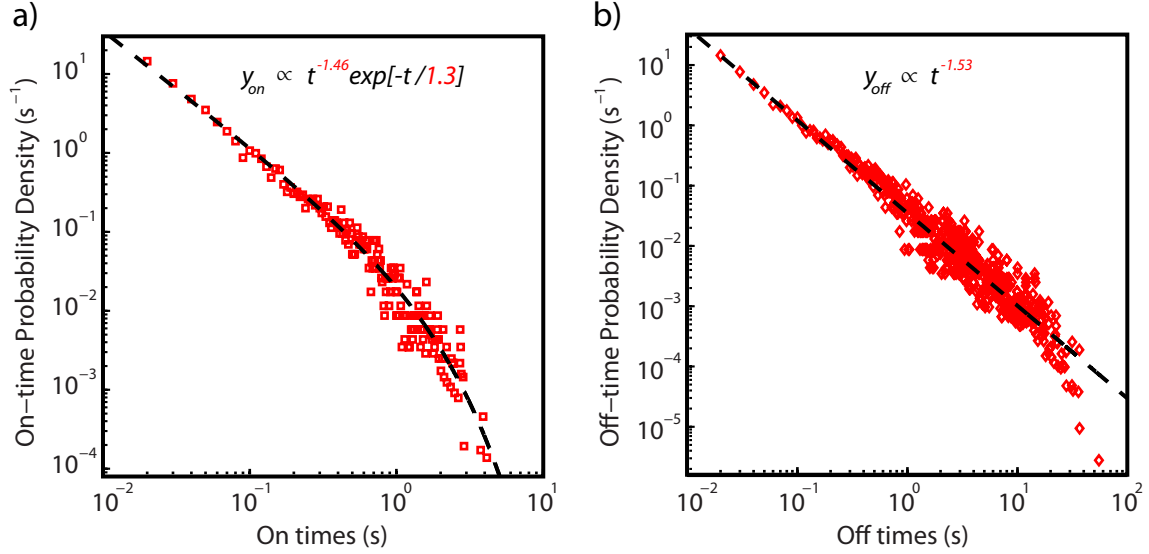 a)
y_on ∝ t^-1.46 exp[-t/1.3]
On−time Probability Density (s^−1)
10^1
10^0
10^−1
10^−2
10^−3
10^−4
10^−2
10^−1
10^0
10^1
On times (s)
b)
y_off ∝ t^-1.53
Off−time Probability Density (s^−1)
10^1
10^0
10^−1
10^−2
10^−3
10^−4
10^−5
10^−2
10^−1
10^0
10^1
10^2
Off times (s)